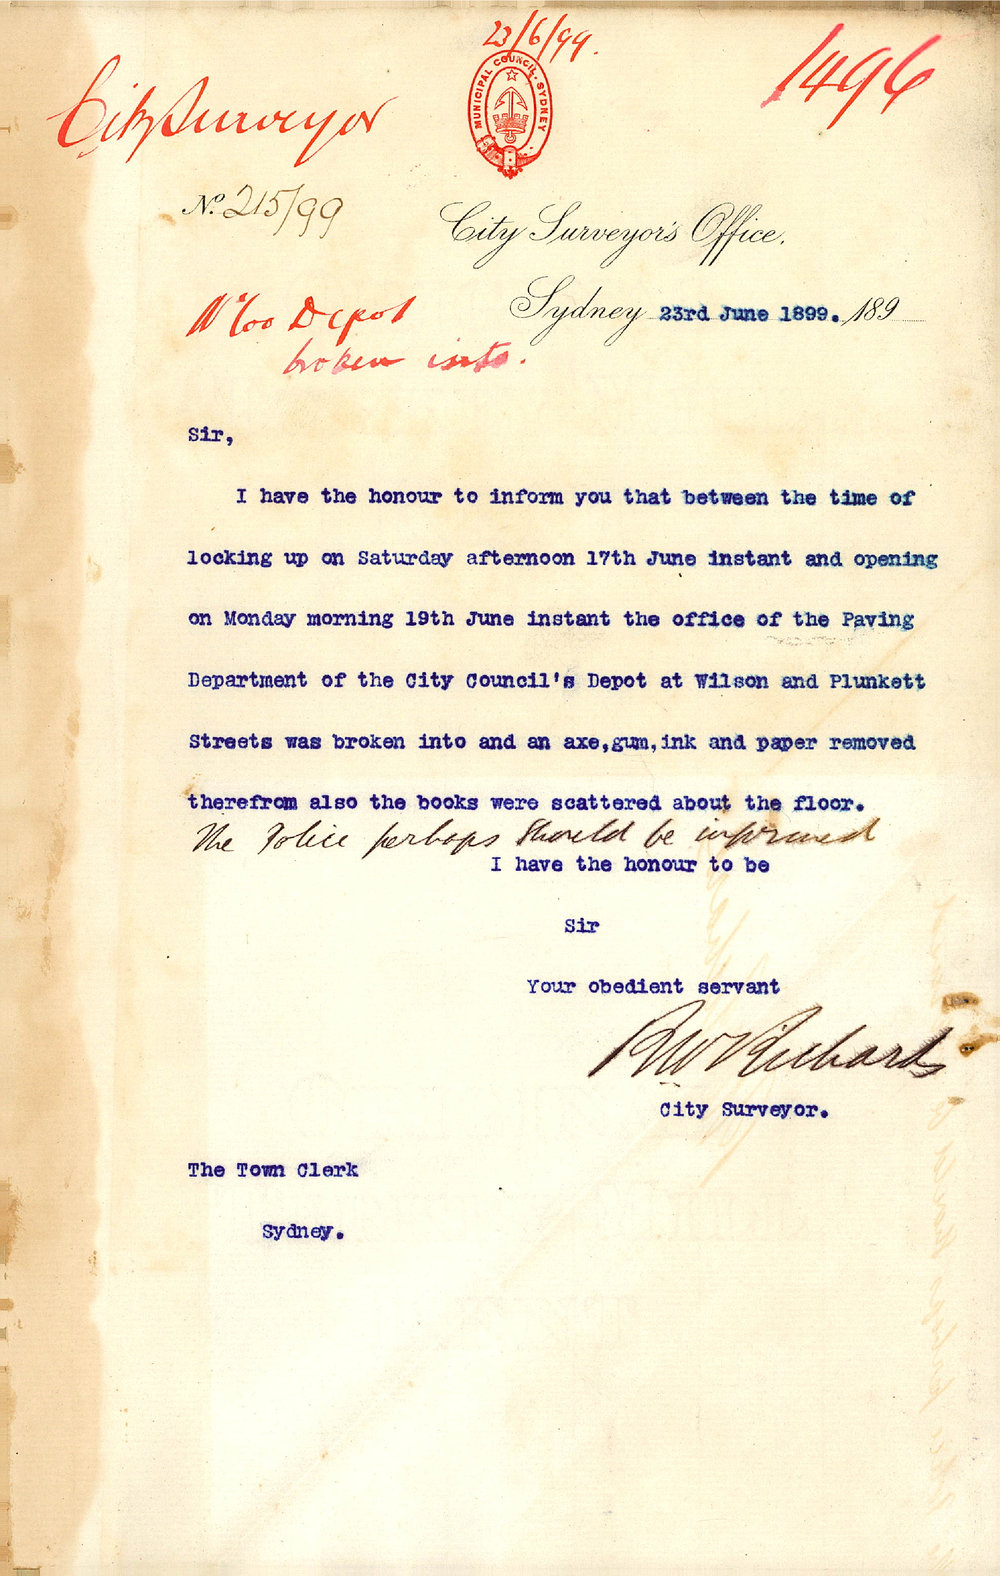 23/6/99.
1496
City Surveyor
MUNICIPAL COUNCIL · SYDNEY
No. 215/99
City Surveyor's Office.
W'loo Depot
broken into.
Sydney 23rd June 1899. 189
Sir,
I have the honour to inform you that between the time of
locking up on Saturday afternoon 17th June instant and opening
on Monday morning 19th June instant the office of the Paving
Department of the City Council's Depot at Wilson and Plunkett
Streets was broken into and an axe,gum,ink and paper removed
therefrom also the books were scattered about the floor.
The Police perhaps should be informed
I have the honour to be
Sir
Your obedient servant
RWRichards
City Surveyor.
The Town Clerk
Sydney.